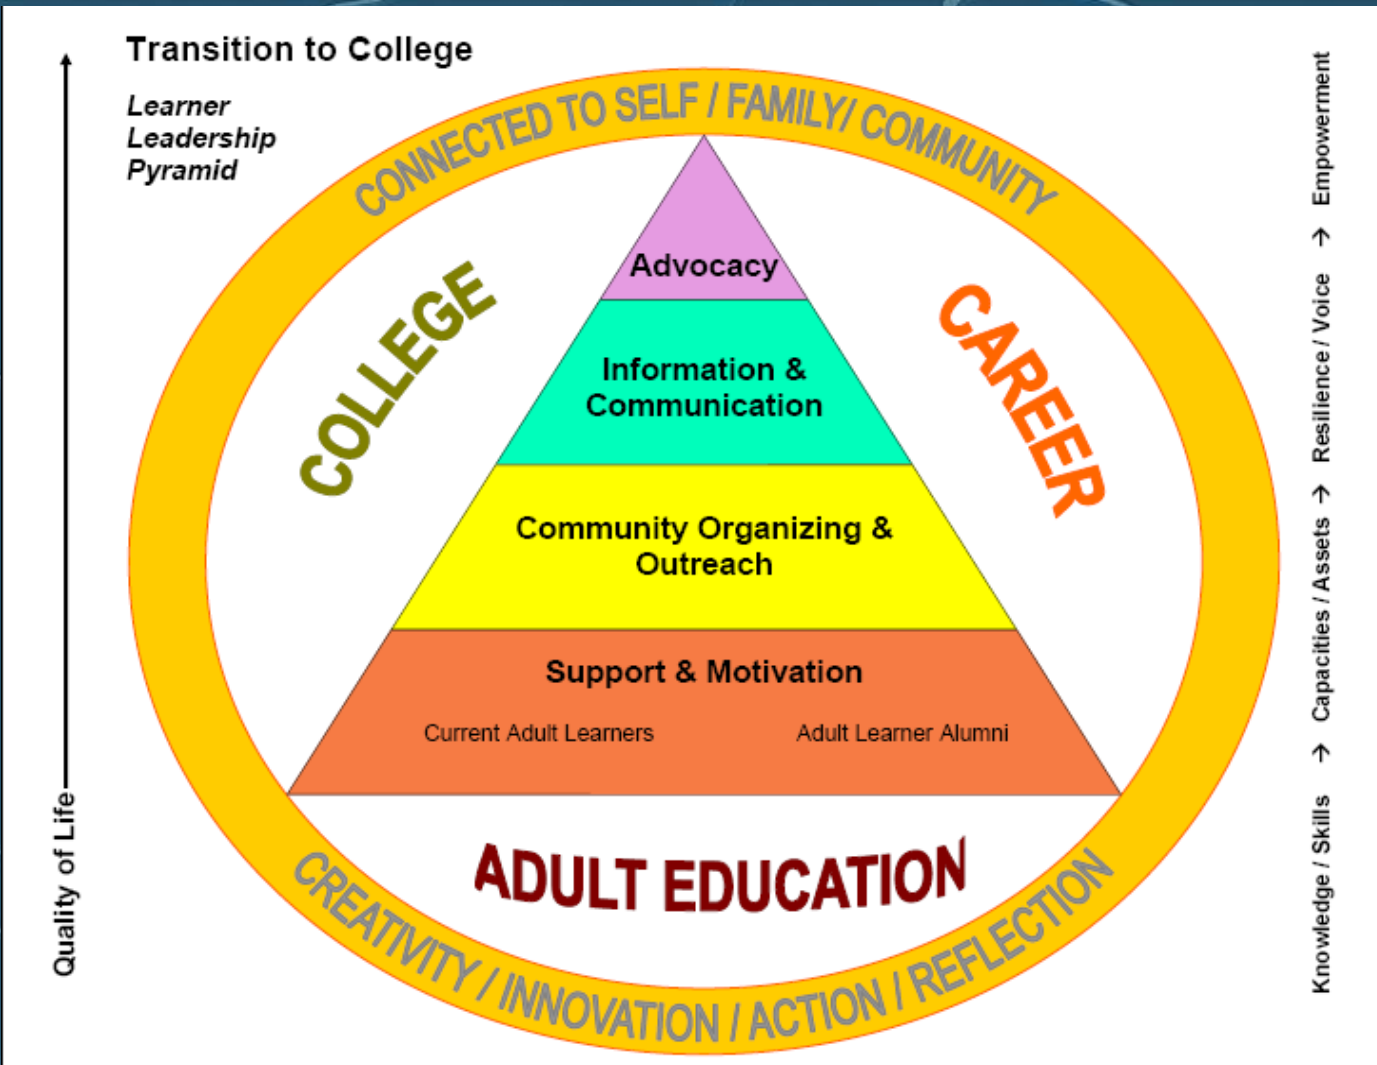 Transition to College
Learner
Leadership
Pyramid
CONNECTED TO SELF / FAMILY/ COMMUNITY
COLLEGE
CAREER
Advocacy
Information &
Communication
Community Organizing &
Outreach
Support & Motivation
Current Adult Learners
Adult Learner Alumni
ADULT EDUCATION
CREATIVITY / INNOVATION / ACTION / REFLECTION
Quality of Life
Knowledge / Skills → Capacities / Assets → Resilience / Voice → Empowerment